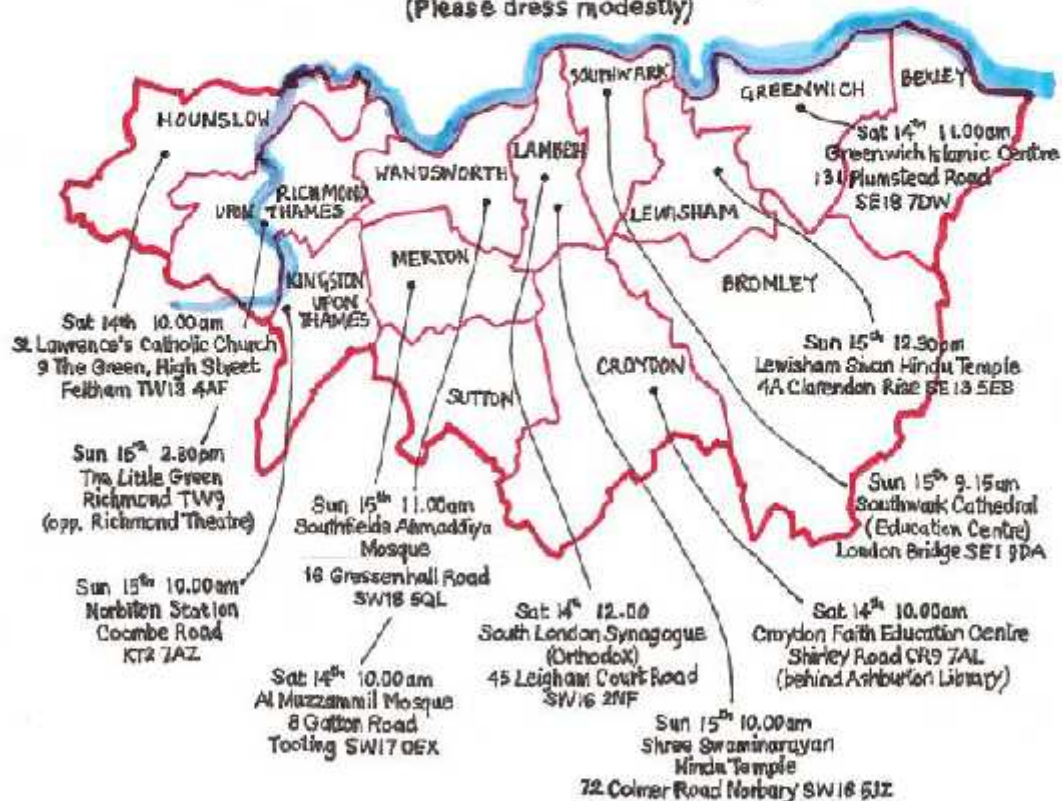 (Please dress modestly)
HOUNSLOW
RICHMOND
UPON THAMES
KINGSTON
UPON
THAMES
WANDSWORTH
MERTON
SUTTON
LAMBEH
SOUTHWARK
LEWISHAM
GREENWICH
BEXLEY
BROMLEY
CROYDON
Sat 14th 11.00am
Greenwich Islamic Centre
131 Plumstead Road
SE18 7DW
Sat 14th 10.00am
St Lawrence's Catholic Church
9 The Green, High Street
Feltham TW13 4AF
Sun 15th 12.30pm
Lewisham Sivan Hindu Temple
4A Clarendon Rise SE13 5EB
Sun 15th 2.30pm
The Little Green
Richmond TW9
(opp. Richmond Theatre)
Sun 15th 11.00am
Southfields Ahmaddiya
Mosque
16 Gressenhall Road
SW18 5QL
Sun 15th 9.15am
Southwark Cathedral
(Education Centre)
London Bridge SE1 9DA
Sun 15th 10.00am
Norbiton Station
Coombe Road
KT2 7AZ
Sat 14th 10.00am
Al Muzzammil Mosque
8 Gatton Road
Tooting SW17 0EX
Sat 14th 12.00
South London Synagogue
(Orthodox)
45 Leigham Court Road
SW16 2NF
Sat 14th 10.00am
Croydon Faith Education Centre
Shirley Road CR9 7AL
(behind Ashburton Library)
Sun 15th 10.00am
Shree Swaminarayan
Hindu Temple
72 Colmer Road Norbury SW16